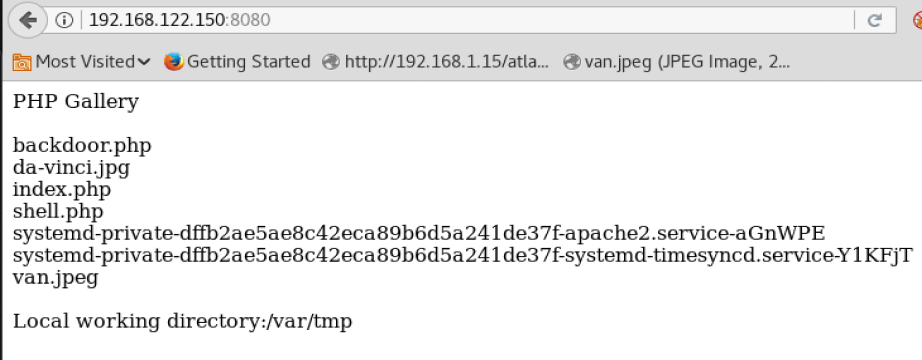 192.168.122.150:8080
Most Visited Getting Started http://192.168.1.15/atla... van.jpeg (JPEG Image, 2...
PHP Gallery
backdoor.php
da-vinci.jpg
index.php
shell.php
systemd-private-dffb2ae5ae8c42eca89b6d5a241de37f-apache2.service-aGnWPE
systemd-private-dffb2ae5ae8c42eca89b6d5a241de37f-systemd-timesyncd.service-Y1KFjT
van.jpeg
Local working directory:/var/tmp